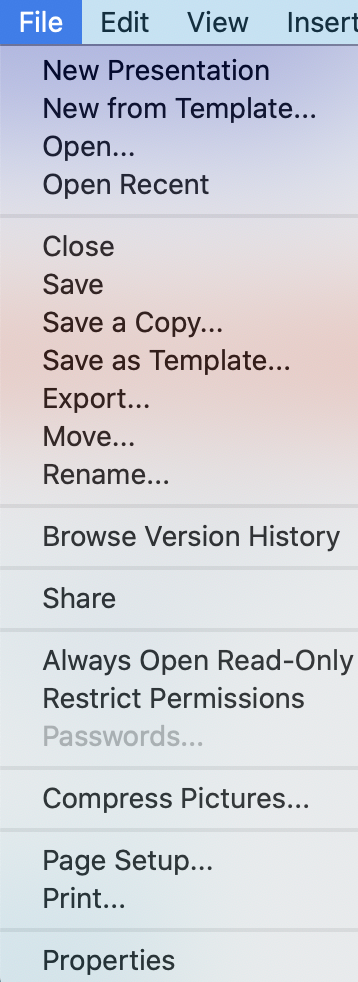 File Edit View Insert
New Presentation
New from Template...
Open...
Open Recent
Close
Save
Save a Copy...
Save as Template...
Export...
Move...
Rename...
Browse Version History
Share
Always Open Read-Only
Restrict Permissions
Passwords...
Compress Pictures...
Page Setup...
Print...
Properties